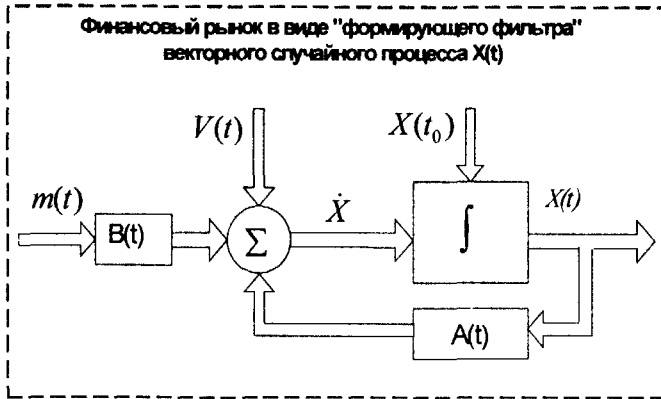 Финансовый рынок в виде "формирующего фильтра"
векторного случайного процесса X(t)
V(t)
X(t₀)
m(t)
B(t)
Σ
Ẋ
∫
X(t)
A(t)